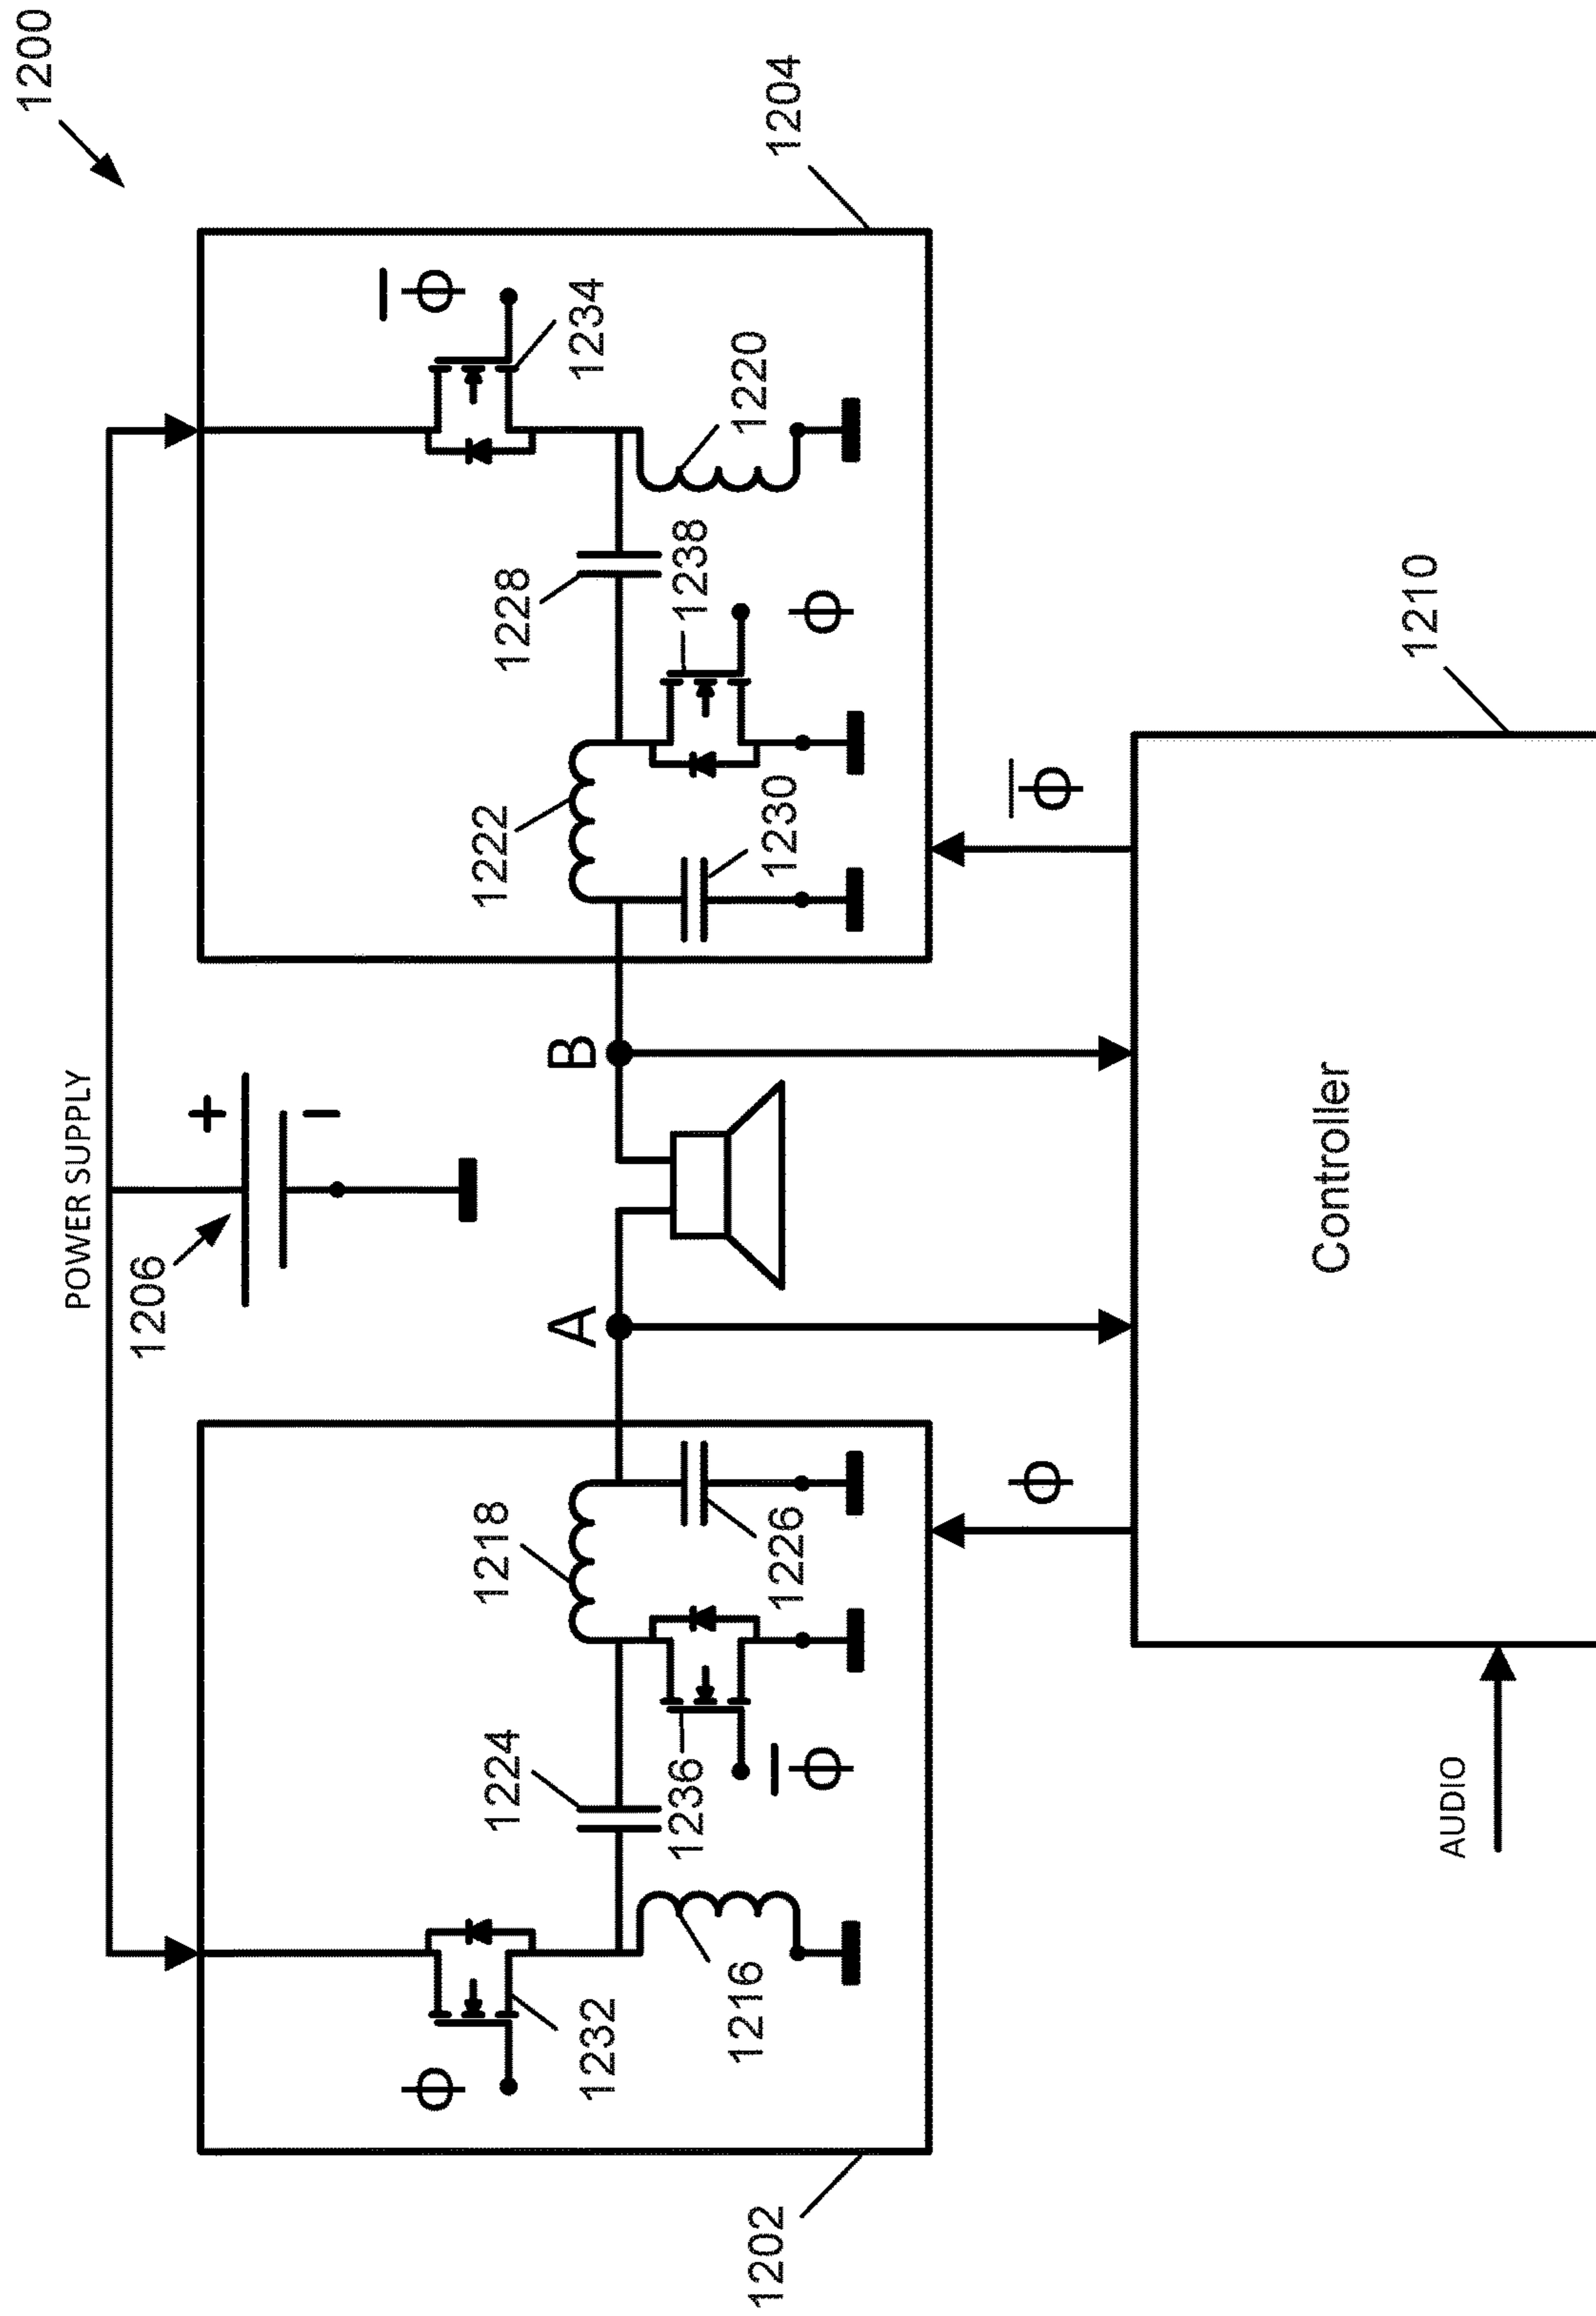 1200
POWER SUPPLY
1206
+
−
1202
1204
Φ
1232
1216
1224
1236
Φ̅
1218
1226
A
B
1222
1230
1228
1238
Φ
1220
1234
Φ̅
Φ
Φ̅
AUDIO
Controller
1210